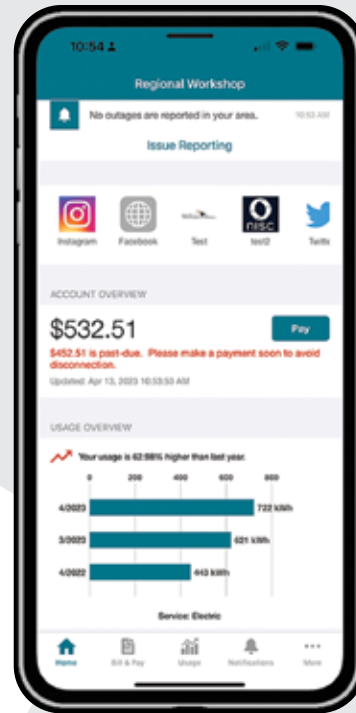 10:54
Regional Workshop
No outages are reported in your area. 10:53 AM
Issue Reporting
nisc
Instagram Facebook Test test2 Twitte
ACCOUNT OVERVIEW
$532.51 Pay
$452.51 is past-due. Please make a payment soon to avoid
disconnection.
Updated: Apr 13, 2023 10:53:53 AM
USAGE OVERVIEW
Your usage is 62.98% higher than last year.
0 200 400 600 800
4/2023 722 kWh
3/2023 621 kWh
4/2022 443 kWh
Service: Electric
Home Bill & Pay Usage Notifications More